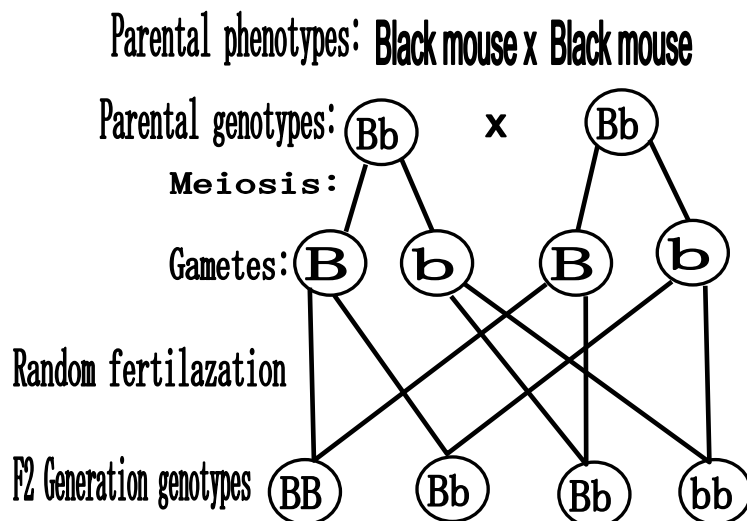 Parental phenotypes: Black mouse x Black mouse
Parental genotypes: Bb x Bb
Meiosis:
Gametes: B b B b
Random fertilazation
F2 Generation genotypes BB Bb Bb bb